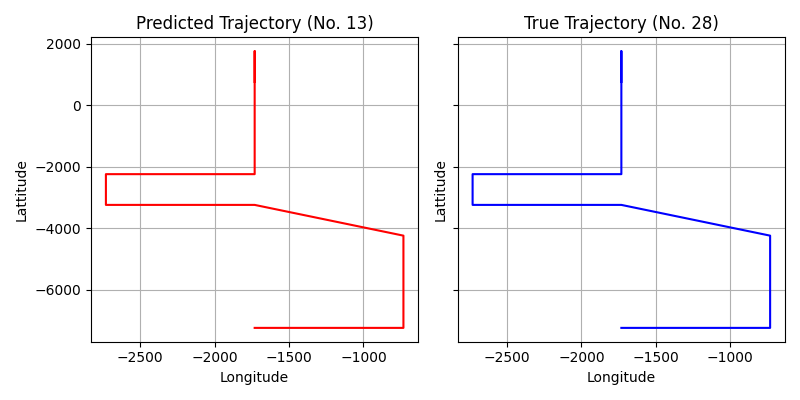 Predicted Trajectory (No. 13)
True Trajectory (No. 28)
2000
0
−2000
−4000
−6000
Lattitude
Lattitude
−2500
−2000
−1500
−1000
−2500
−2000
−1500
−1000
Longitude
Longitude